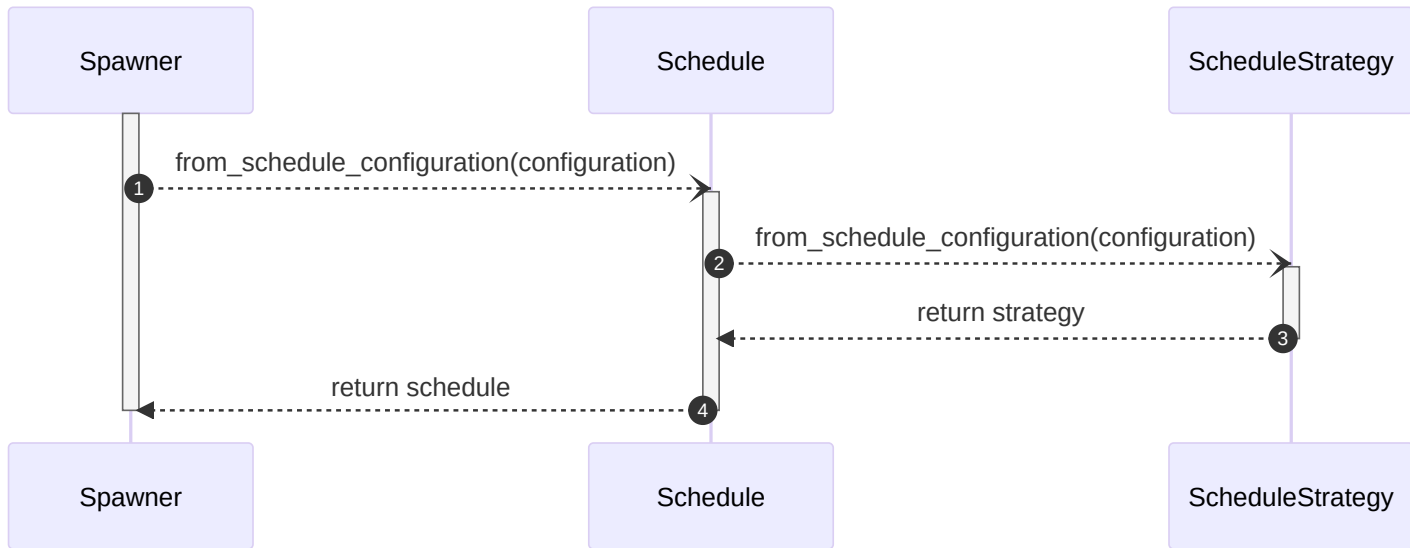 Spawner
Schedule
ScheduleStrategy
from_schedule_configuration(configuration)
1
from_schedule_configuration(configuration)
2
return strategy
3
return schedule
4
Spawner
Schedule
ScheduleStrategy